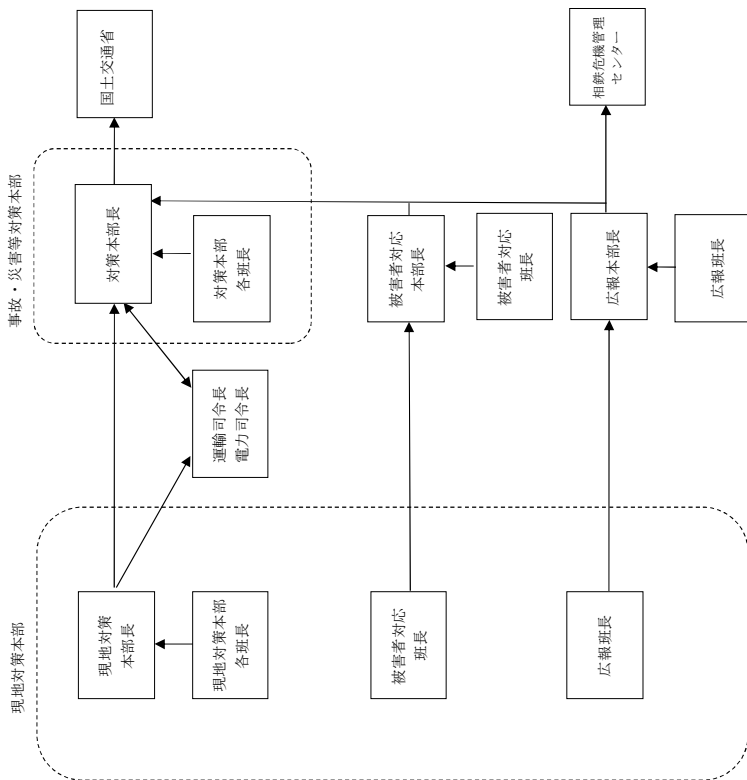 現地対策本部
現地対策
本部長
現地対策本部
各班長
被害者対応
班長
広報班長
運輸司令長
電力司令長
事故・災害等対策本部
対策本部長
対策本部
各班長
被害者対応
本部長
被害者対応
班長
広報本部長
広報班長
国土交通省
相鉄危機管理
センター